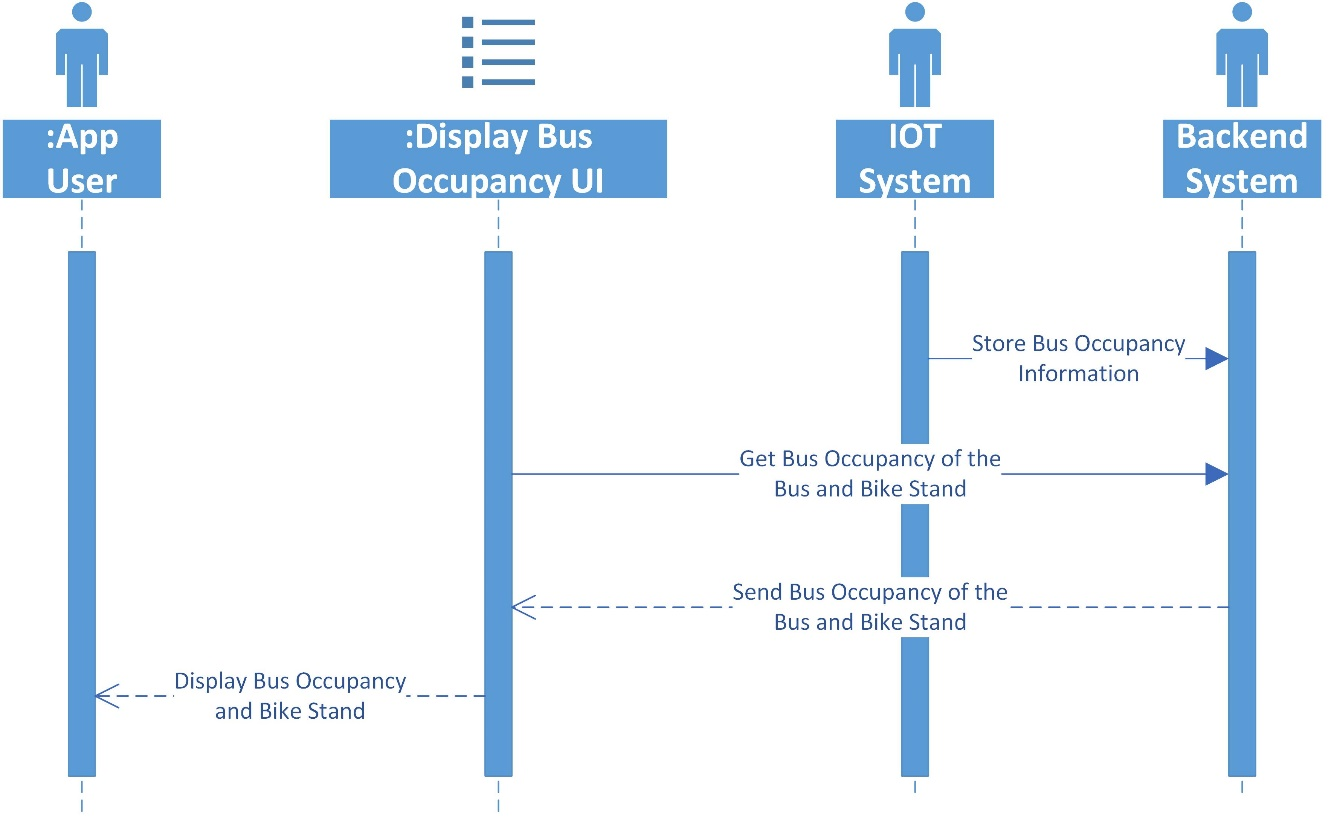 :App
User
:Display Bus
Occupancy UI
IOT
System
Backend
System
Store Bus Occupancy
Information
Get Bus Occupancy of the
Bus and Bike Stand
Send Bus Occupancy of the
Bus and Bike Stand
Display Bus Occupancy
and Bike Stand